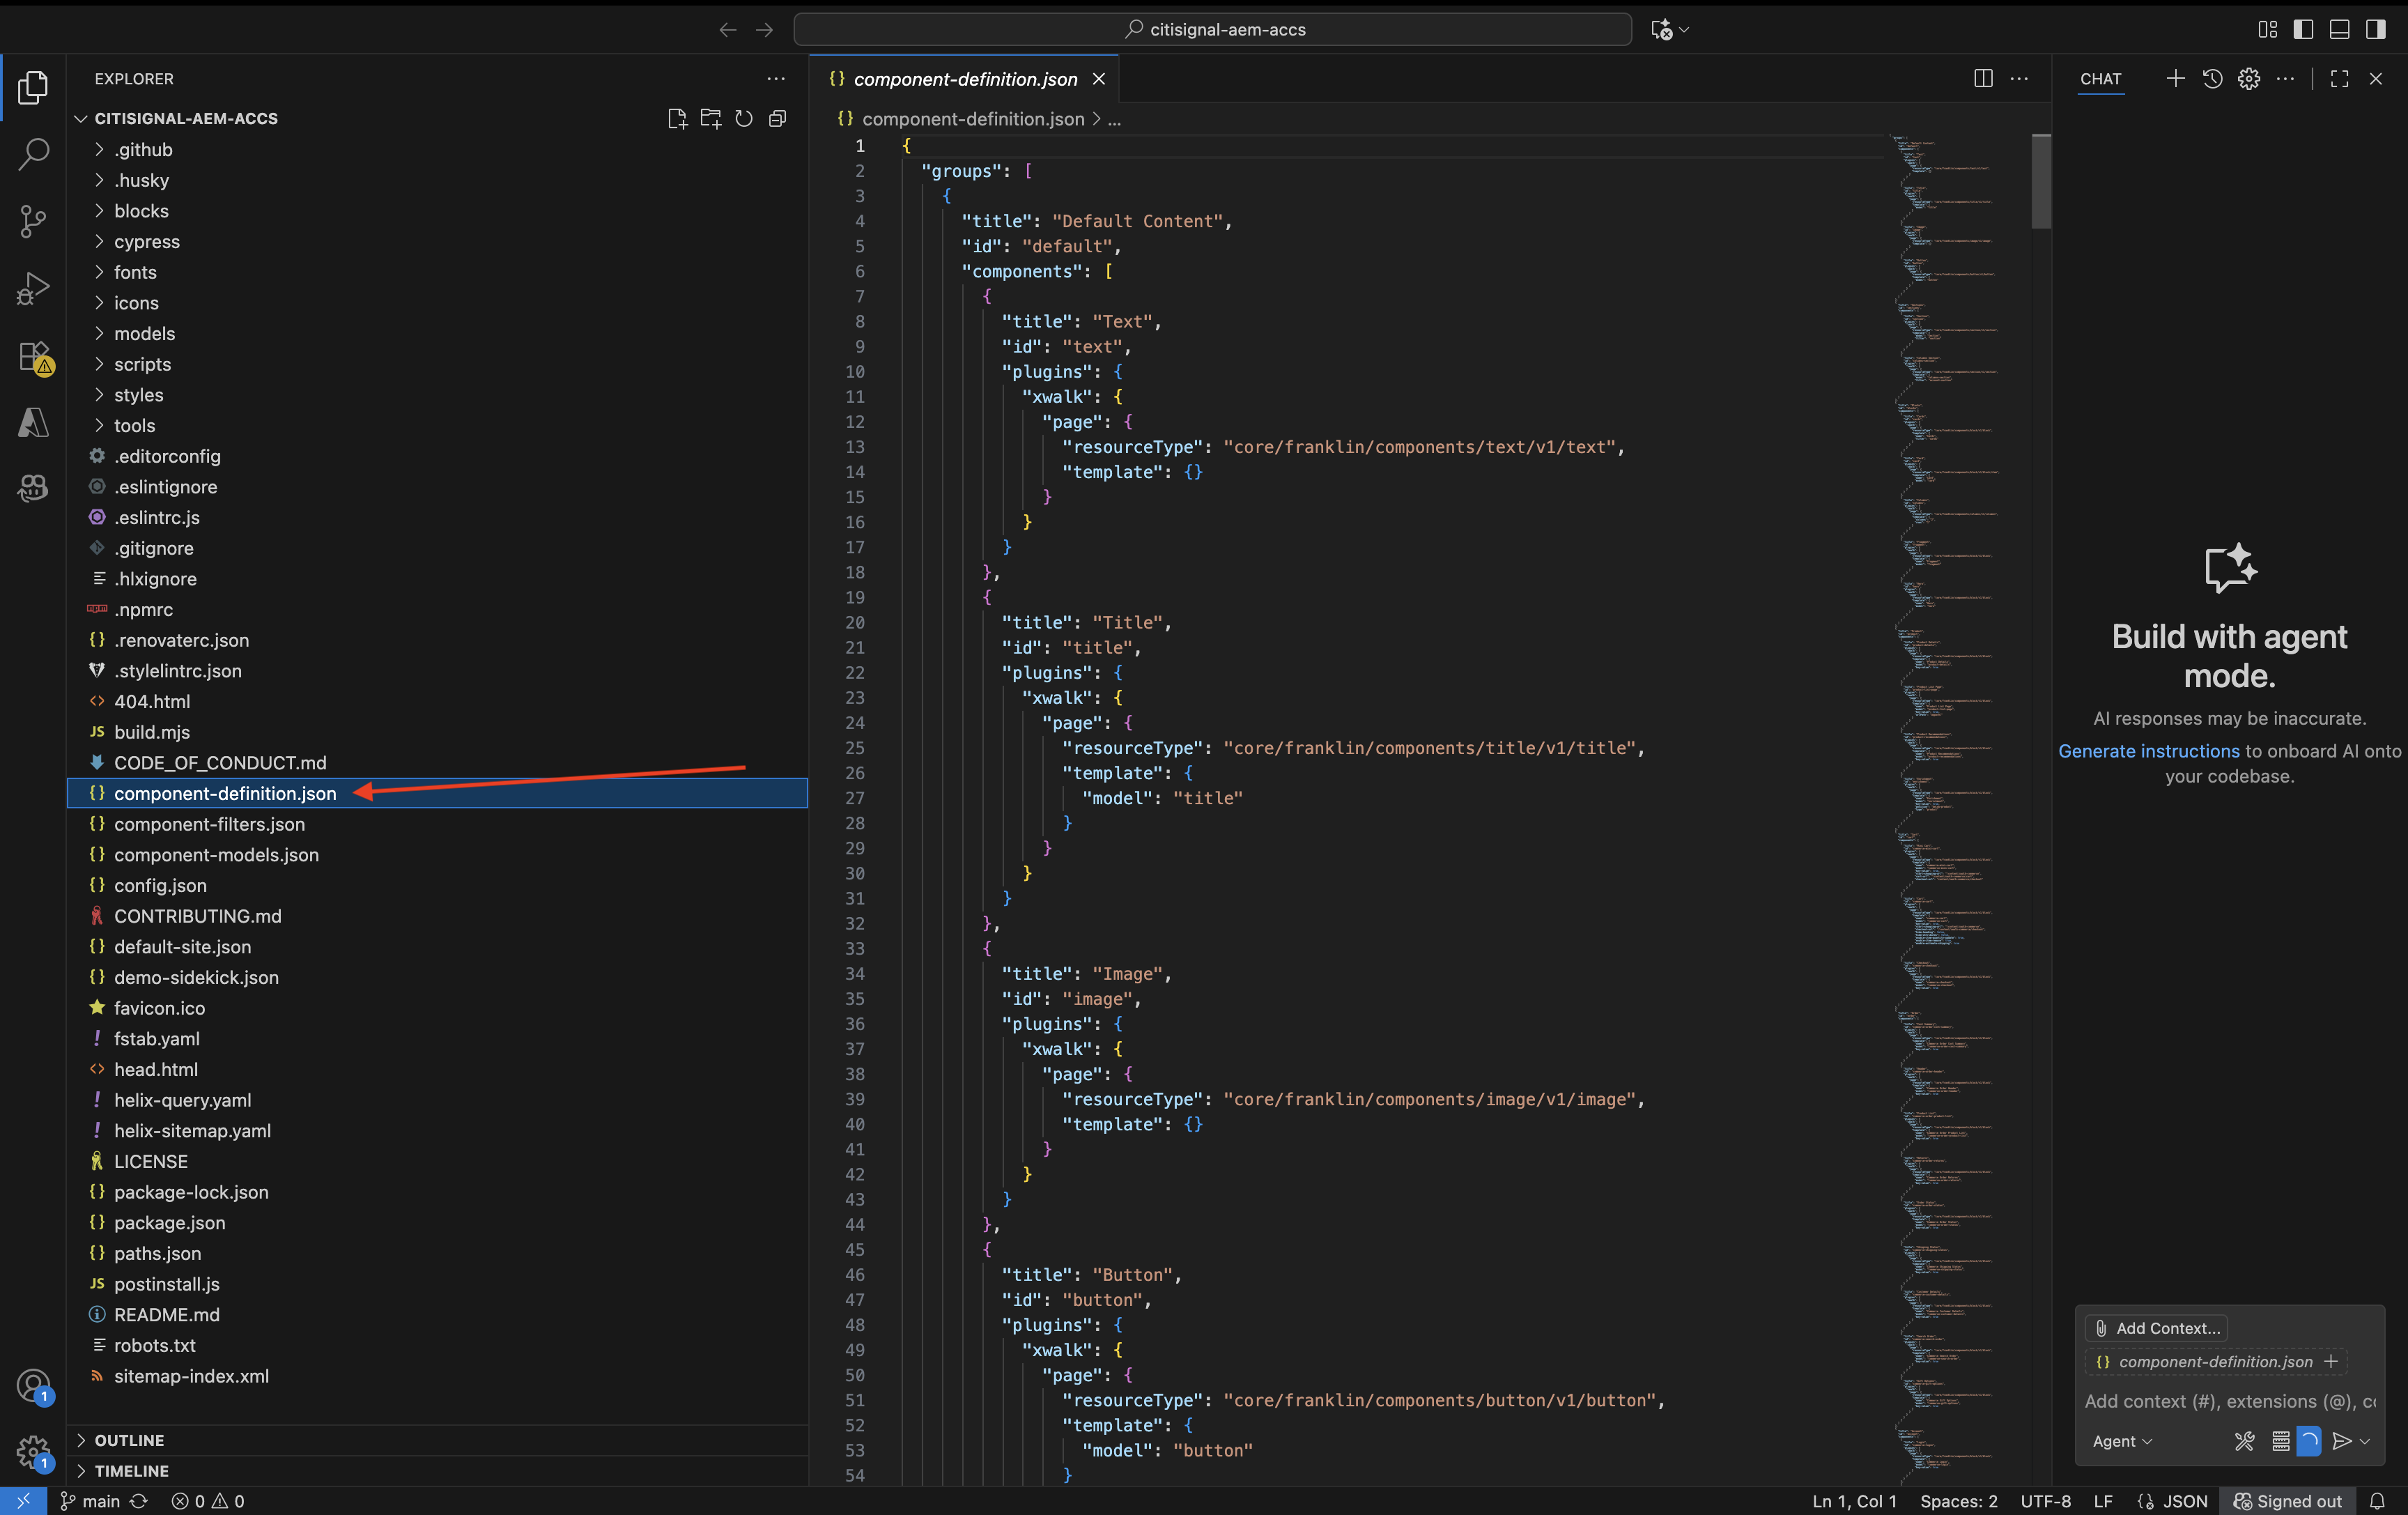 citisignal-aem-accs
EXPLORER
CITISIGNAL-AEM-ACCS
.github
.husky
blocks
cypress
fonts
icons
models
scripts
styles
tools
.editorconfig
.eslintignore
.eslintrc.js
.gitignore
.hlxignore
.npmrc
.renovaterc.json
.stylelintrc.json
404.html
build.mjs
CODE_OF_CONDUCT.md
component-definition.json
component-filters.json
component-models.json
config.json
CONTRIBUTING.md
default-site.json
demo-sidekick.json
favicon.ico
fstab.yaml
head.html
helix-query.yaml
helix-sitemap.yaml
LICENSE
package-lock.json
package.json
paths.json
postinstall.js
README.md
robots.txt
sitemap-index.xml
OUTLINE
TIMELINE
{} component-definition.json
{} component-definition.json > ...
1 {
2 "groups": [
3 {
4 "title": "Default Content",
5 "id": "default",
6 "components": [
7 {
8 "title": "Text",
9 "id": "text",
10 "plugins": {
11 "xwalk": {
12 "page": {
13 "resourceType": "core/franklin/components/text/v1/text",
14 "template": {}
15 }
16 }
17 }
18 },
19 {
20 "title": "Title",
21 "id": "title",
22 "plugins": {
23 "xwalk": {
24 "page": {
25 "resourceType": "core/franklin/components/title/v1/title",
26 "template": {
27 "model": "title"
28 }
29 }
30 }
31 }
32 },
33 {
34 "title": "Image",
35 "id": "image",
36 "plugins": {
37 "xwalk": {
38 "page": {
39 "resourceType": "core/franklin/components/image/v1/image",
40 "template": {}
41 }
42 }
43 }
44 },
45 {
46 "title": "Button",
47 "id": "button",
48 "plugins": {
49 "xwalk": {
50 "page": {
51 "resourceType": "core/franklin/components/button/v1/button",
52 "template": {
53 "model": "button"
54 }
CHAT
Build with agent
mode.
AI responses may be inaccurate.
Generate instructions to onboard AI onto
your codebase.
Add Context...
{} component-definition.json +
Add context (#), extensions (@), c
Agent
1
1
main
0 0
Ln 1, Col 1
Spaces: 2
UTF-8
LF
JSON
Signed out